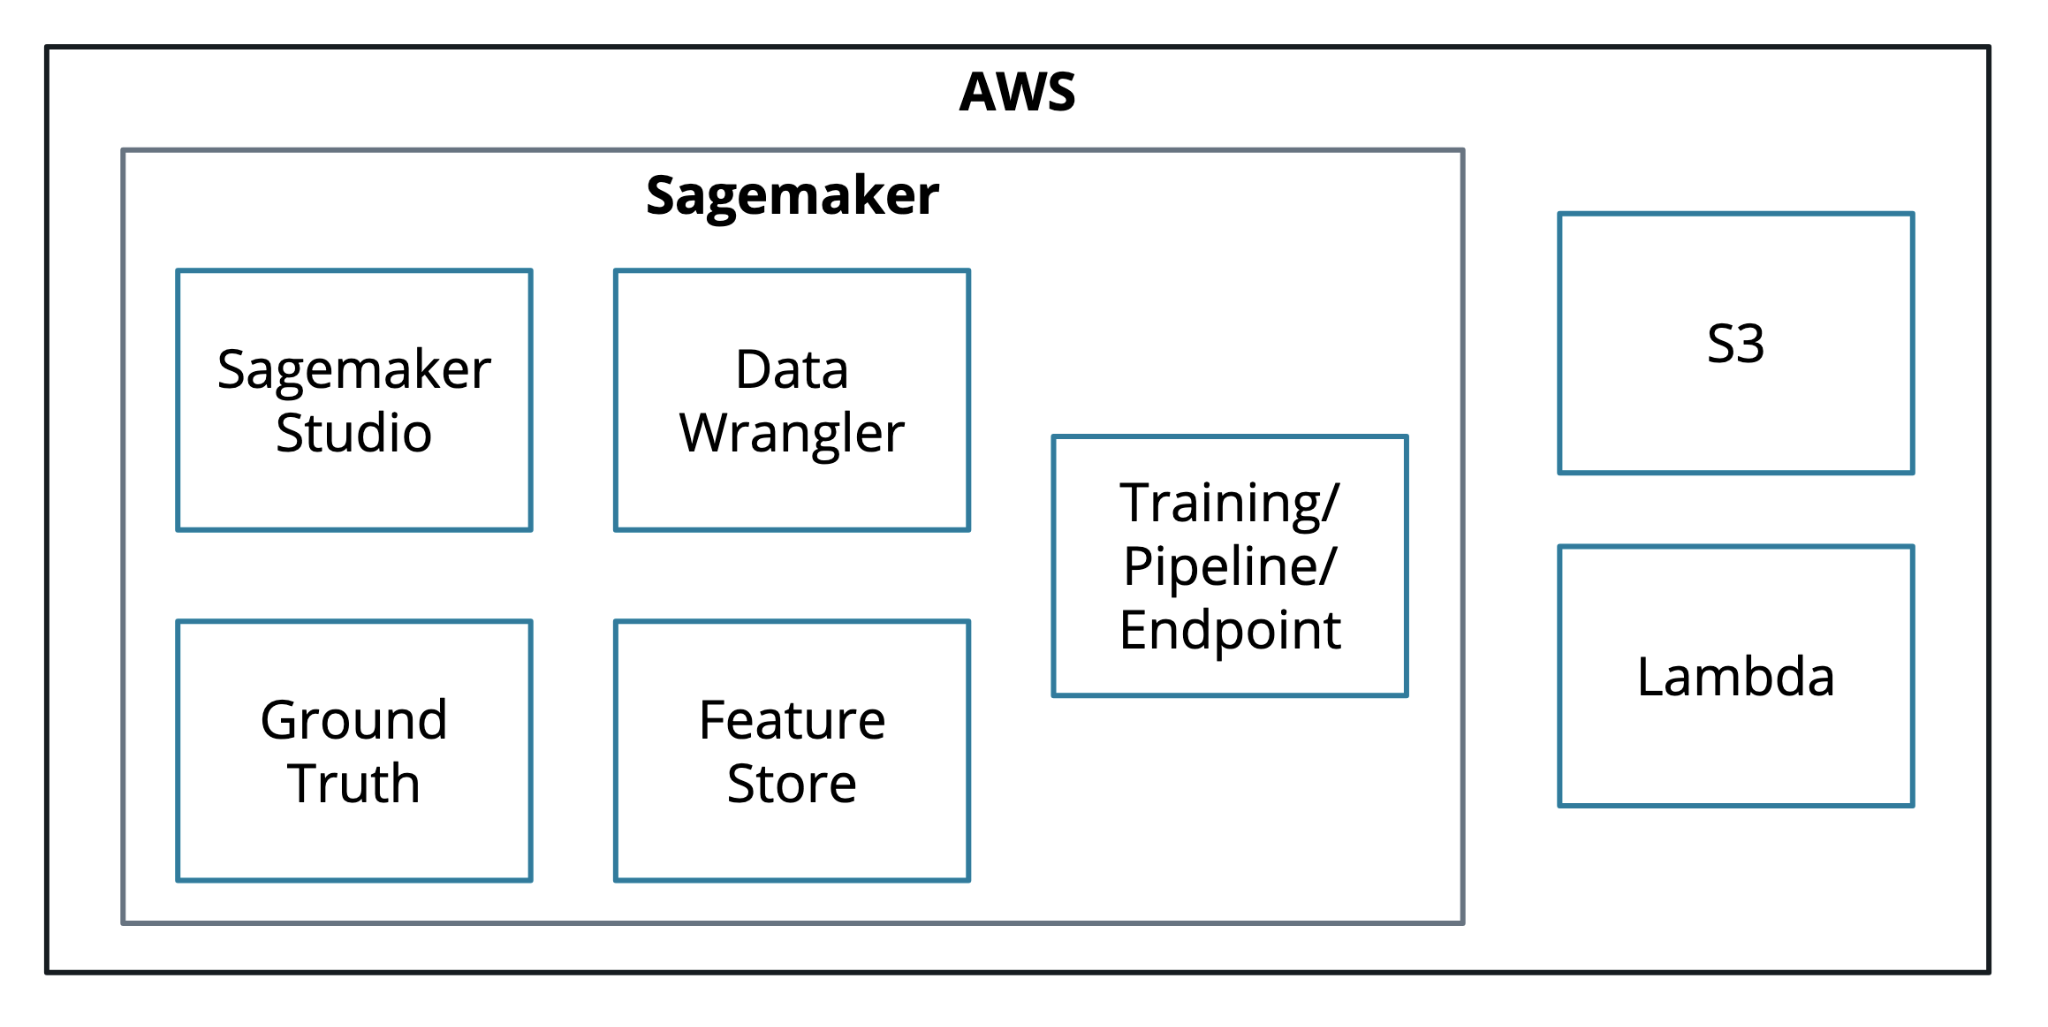 AWS
Sagemaker
Sagemaker
Studio
Data
Wrangler
Ground
Truth
Feature
Store
Training/
Pipeline/
Endpoint
S3
Lambda